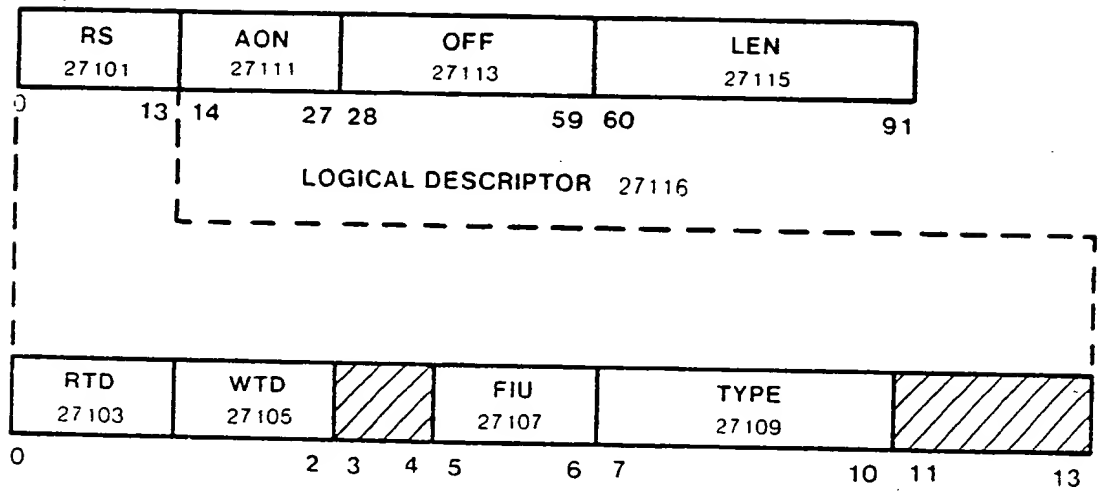 RS AON OFF LEN
27101 27111 27113 27115
0 13 14 27 28 59 60 91
LOGICAL DESCRIPTOR 27116
RTD WTD FIU TYPE
27103 27105 27107 27109
0 2 3 4 5 6 7 10 11 13